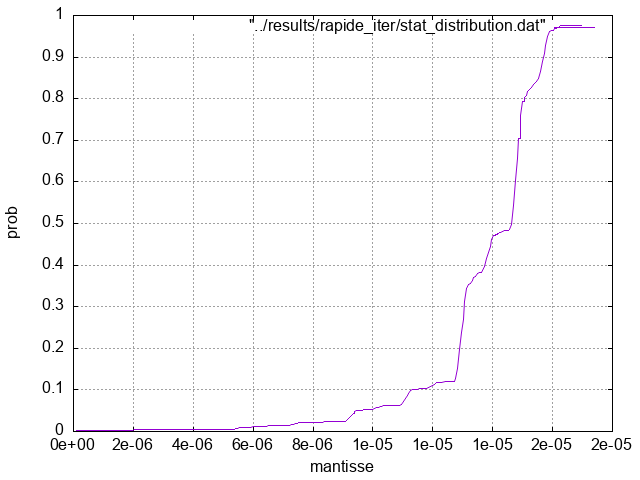 1
"../results/rapide_iter/stat_distribution.dat"
0.9
0.8
0.7
0.6
0.5
0.4
0.3
0.2
0.1
0
prob
0e+00 2e-06 4e-06 6e-06 8e-06 1e-05 1e-05 1e-05 2e-05 2e-05
mantisse